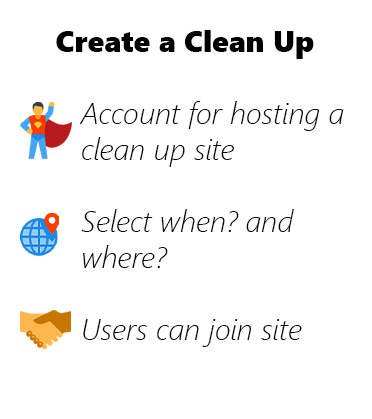 Create a Clean Up
Account for hosting a
clean up site
Select when? and
where?
Users can join site